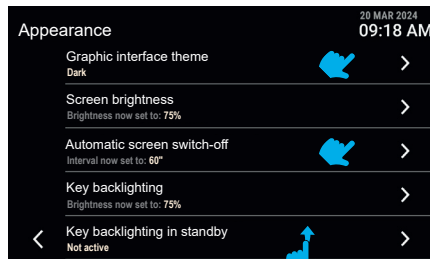 20 MAR 2024
Appearance
09:18 AM
Graphic interface theme
Dark
Screen brightness
Brightness now set to: 75%
Automatic screen switch-off
Interval now set to: 60"
Key backlighting
Brightness now set to: 75%
Key backlighting in standby
Not active